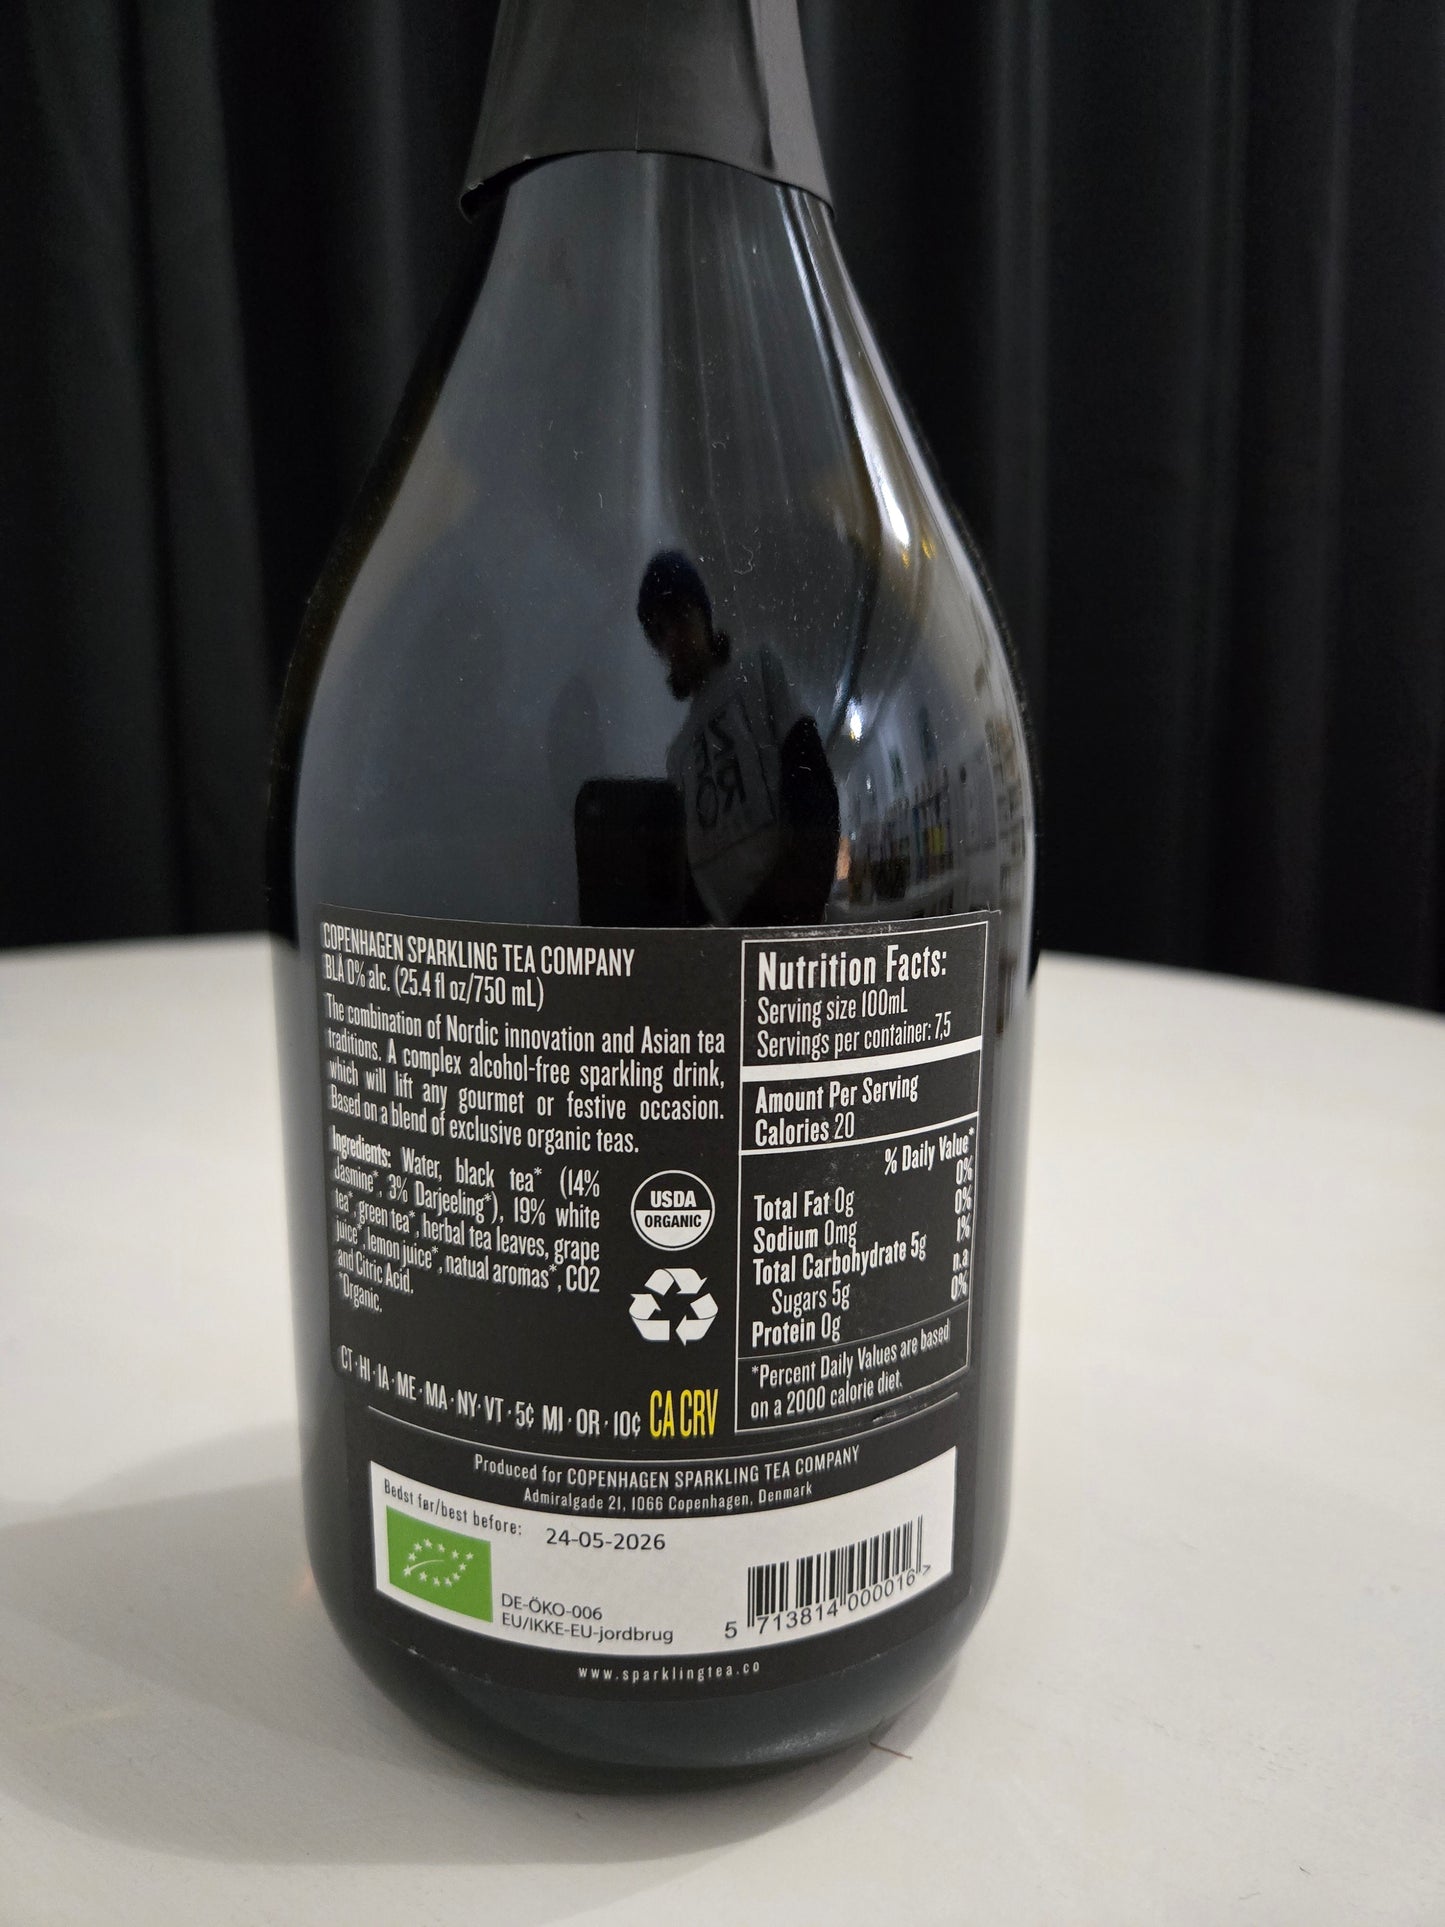 COPENHAGEN SPARKLING TEA COMPANY
BLÅ 0% alc. (25.4 fl oz/750 mL)
The combination of Nordic innovation and Asian tea
traditions. A complex alcohol-free sparkling drink,
which will lift any gourmet or festive occasion.
Based on a blend of exclusive organic teas.
Ingredients: Water, black tea* (14%
Jasmine*, 3% Darjeeling*), 19% white
tea*, green tea*, herbal tea leaves, grape
juice*, lemon juice*, natual aromas*, CO2
and Citric Acid.
*Organic.
USDA
ORGANIC
CT · HI · IA · ME · MA · NY · VT · 5¢ MI · OR · 10¢ CA CRV
Nutrition Facts:
Serving size 100mL
Servings per container: 7,5
Amount Per Serving
Calories 20
% Daily Value*
Total Fat 0g 0%
Sodium 0mg 0%
Total Carbohydrate 5g 1%
Sugars 5g n.a
Protein 0g 0%
*Percent Daily Values are based
on a 2000 calorie diet.
Produced for COPENHAGEN SPARKLING TEA COMPANY
Admiralgade 21, 1066 Copenhagen, Denmark
Bedst før/best before: 24-05-2026
DE-ÖKO-006
EU/IKKE-EU-jordbrug
5 713814 000016 >
www.sparklingtea.co
ZE
RO